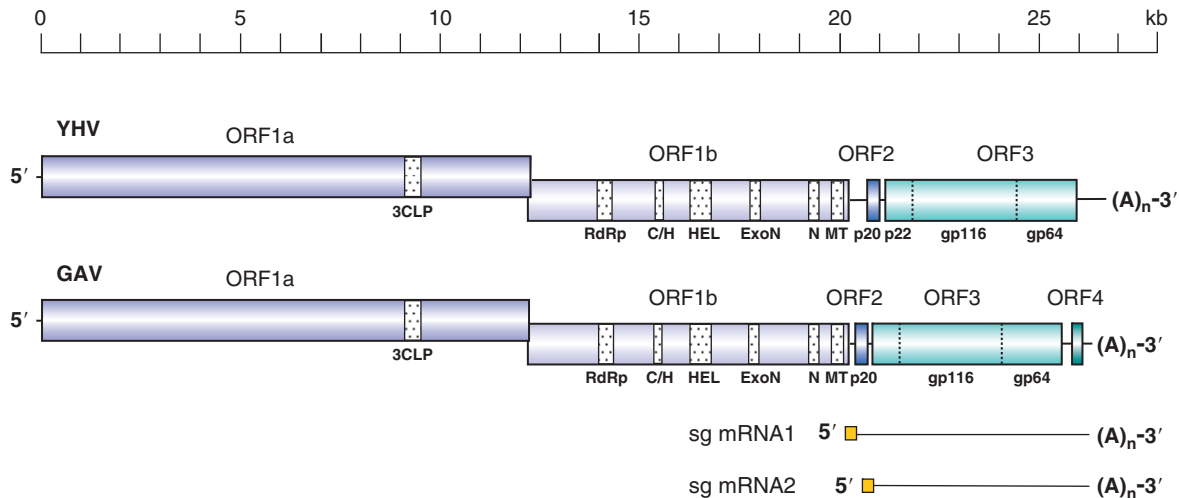 0 5 10 15 20 25 kb
YHV
ORF1a ORF1b ORF2 ORF3
5′ (A)n-3′
3CLP
RdRp C/H HEL ExoN N MT p20 p22 gp116 gp64
GAV
ORF1a ORF1b ORF2 ORF3 ORF4
5′ (A)n-3′
3CLP
RdRp C/H HEL ExoN N MT p20 gp116 gp64
sg mRNA1 5′ (A)n-3′
sg mRNA2 5′ (A)n-3′